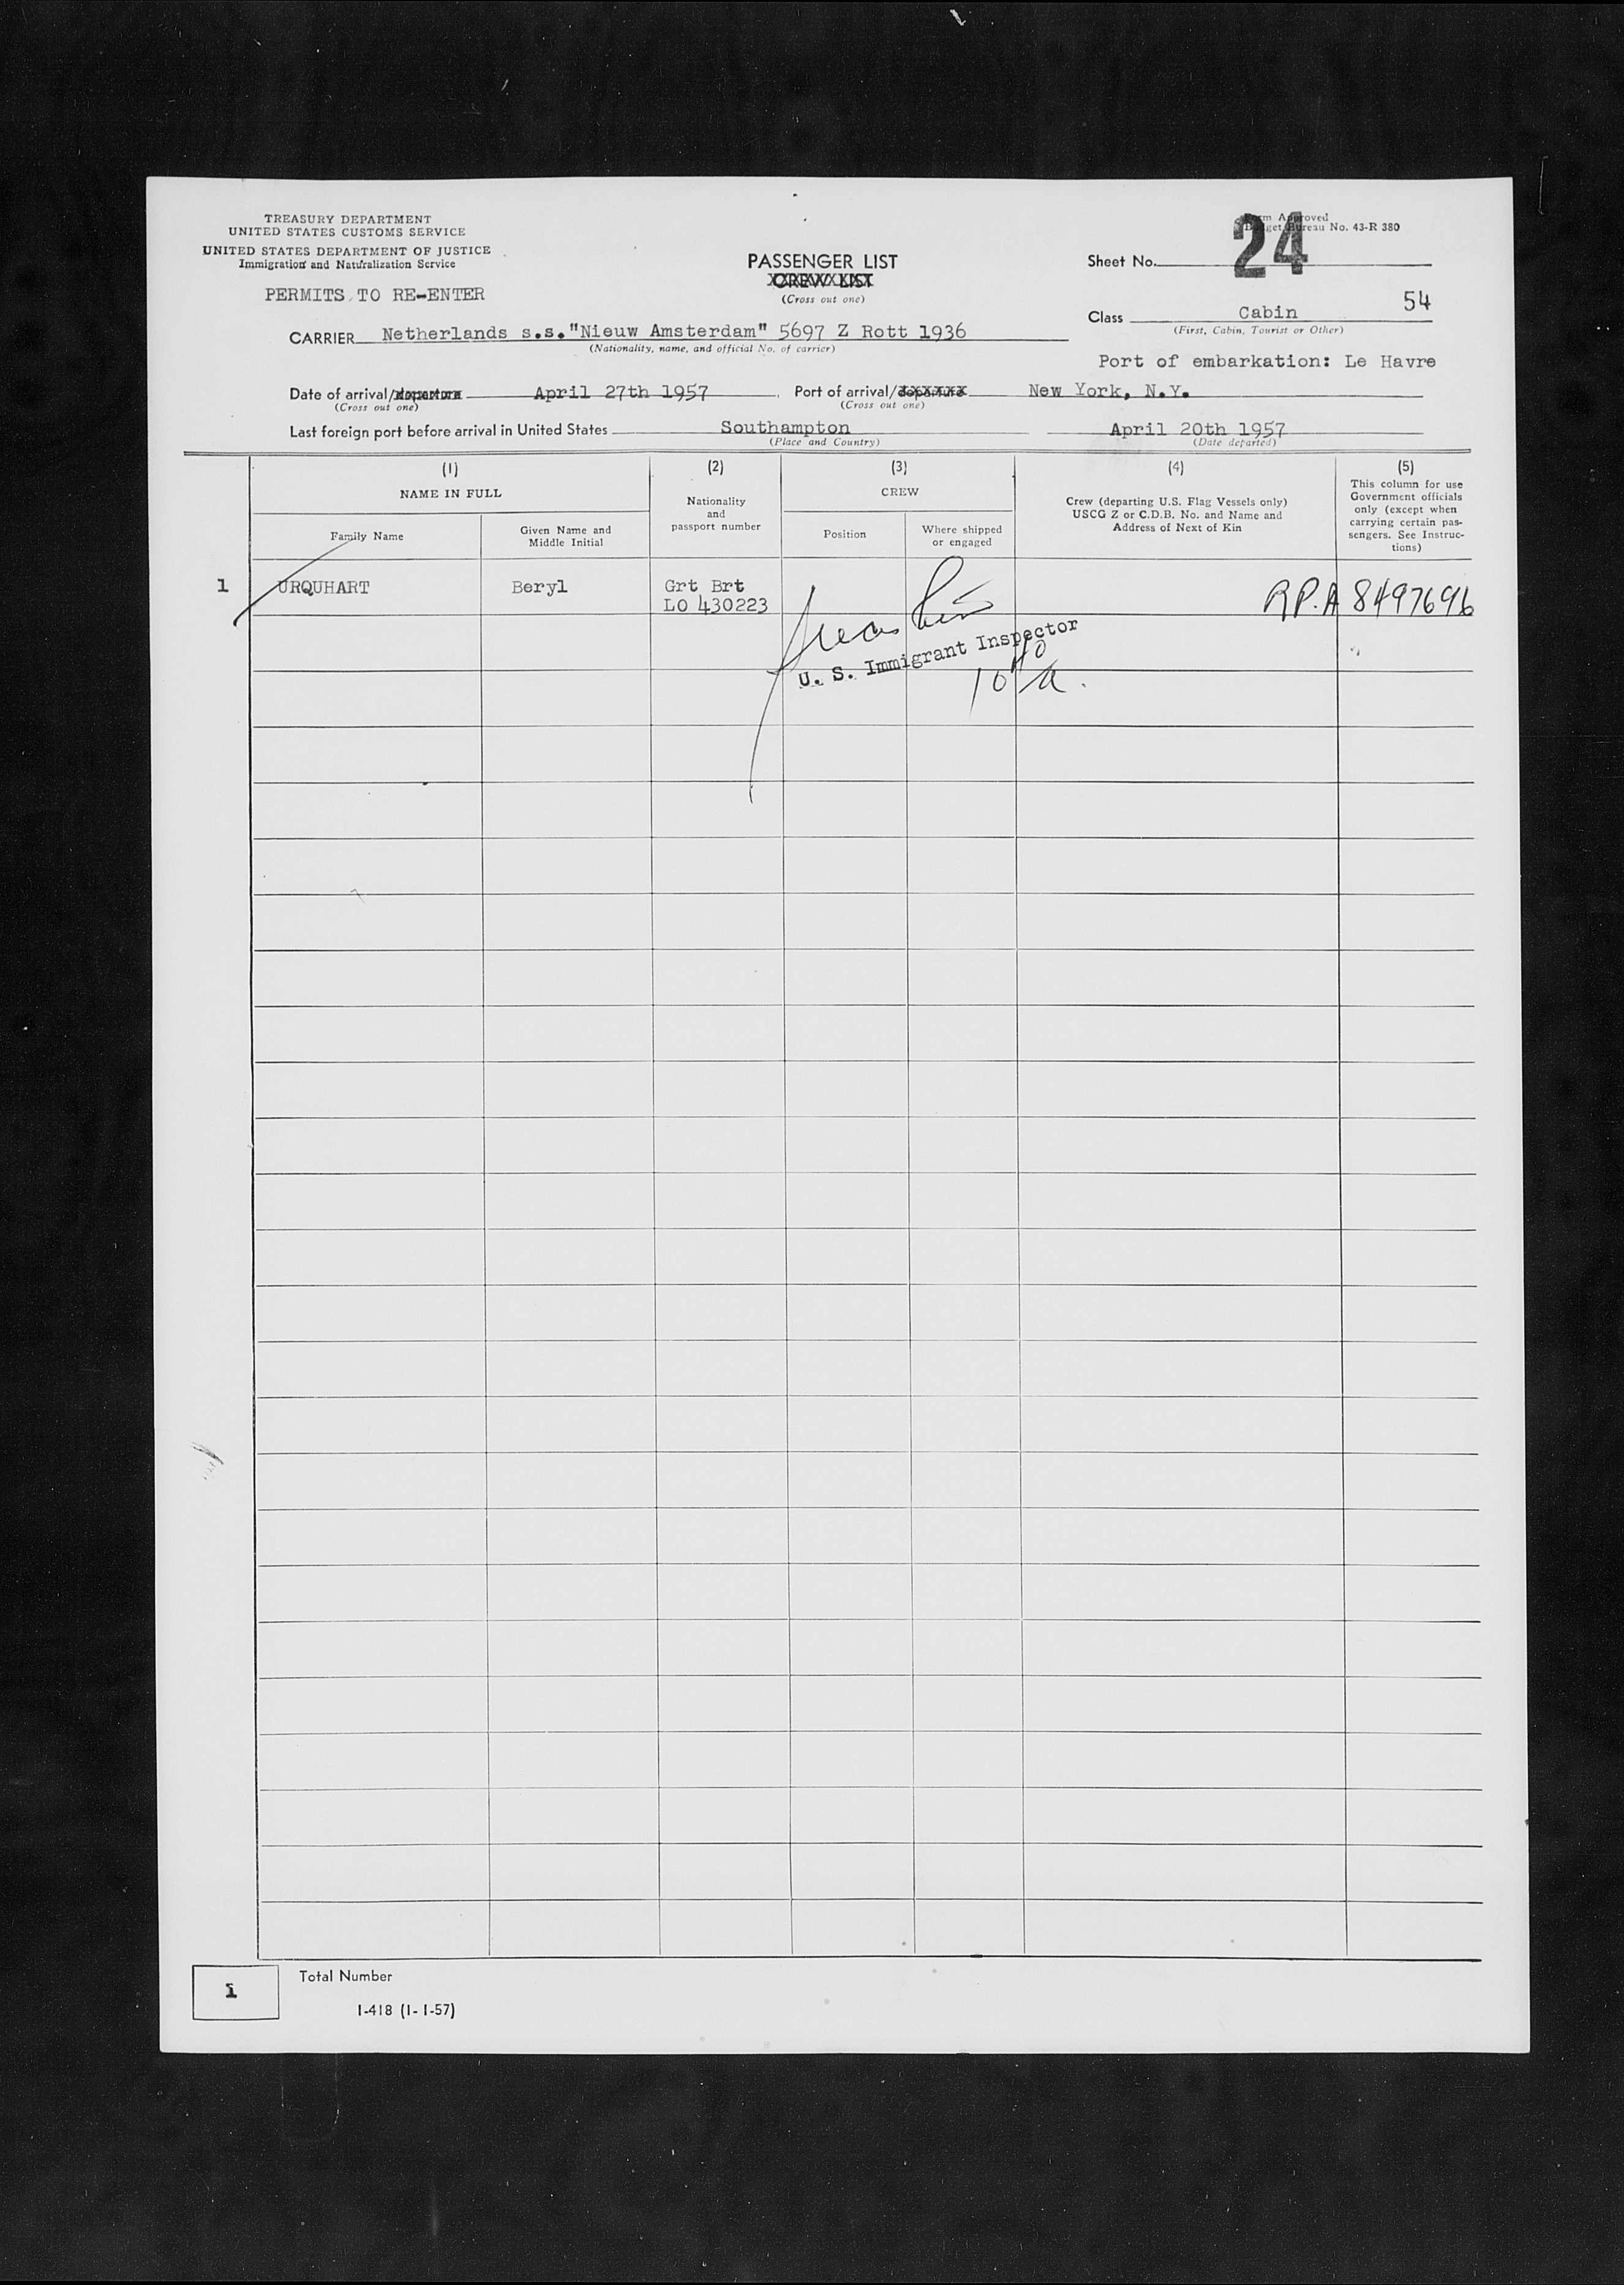 TREASURY DEPARTMENT
UNITED STATES CUSTOMS SERVICE
UNITED STATES DEPARTMENT OF JUSTICE
Immigration and Naturalization Service
PERMITS TO RE-ENTER
PASSENGER LIST
CREW LIST
(Cross out one)
Form Approved
Budget Bureau No. 43-R 380
Sheet No. 24
Class Cabin 54
(First, Cabin, Tourist or Other)
CARRIER Netherlands s.s."Nieuw Amsterdam" 5697 Z Rott 1936
(Nationality, name, and official No. of carrier)
Port of embarkation: Le Havre
Date of arrival/departure April 27th 1957 Port of arrival/departure New York, N.Y.
(Cross out one) (Cross out one)
Last foreign port before arrival in United States Southampton April 20th 1957
(Place and Country) (Date departed)
(1) (2) (3) (4) (5)
NAME IN FULL
Family Name
Given Name and
Middle Initial
Nationality
and
passport number
CREW
Position
Where shipped
or engaged
Crew (departing U.S. Flag Vessels only)
USCG Z or C.D.B. No. and Name and
Address of Next of Kin
This column for use
Government officials
only (except when
carrying certain pas-
sengers. See Instruc-
tions)
1 URQUHART Beryl Grt Brt RP.A 8497696
LO 430223
U. S. Immigrant Inspector
1 Total Number
I-418 (1-1-57)